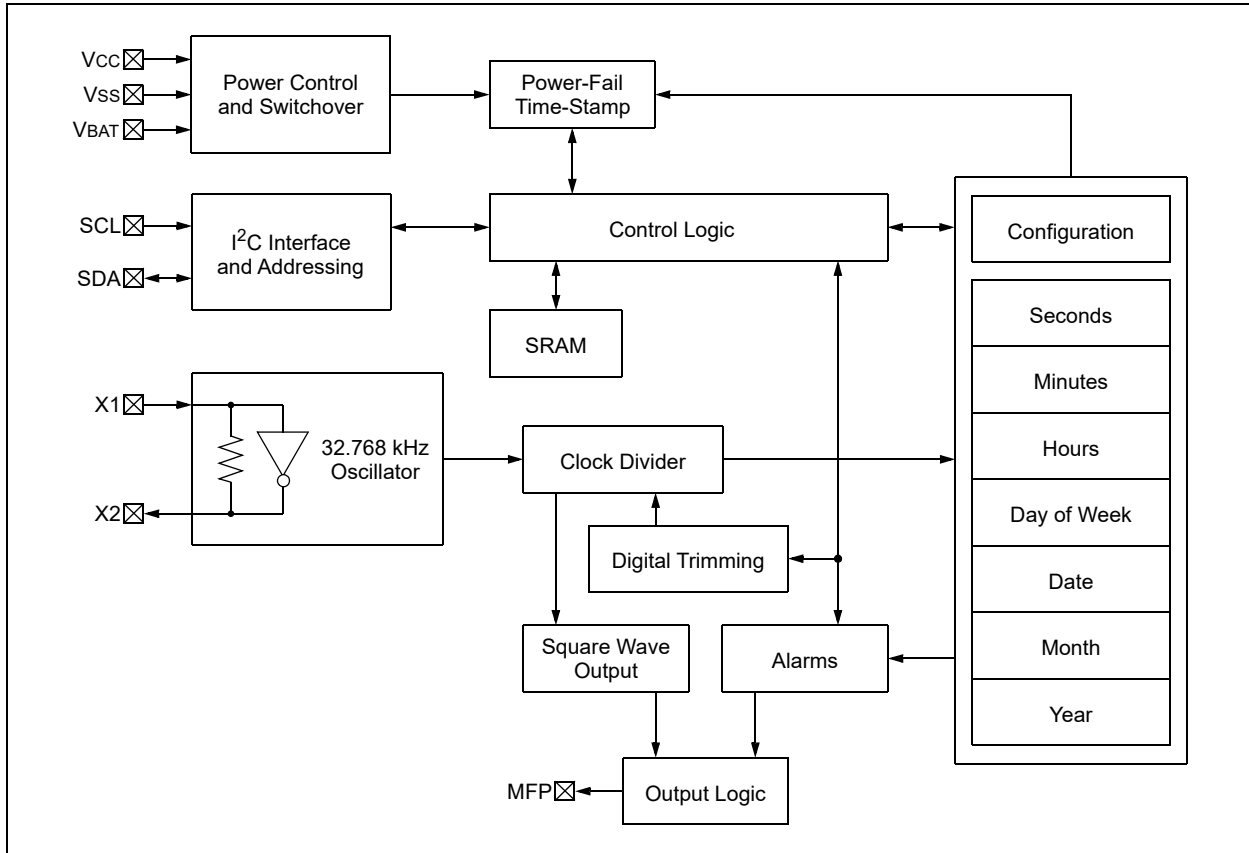 VCC
VSS
VBAT
Power Control
and Switchover
Power-Fail
Time-Stamp
SCL
SDA
I²C Interface
and Addressing
Control Logic
SRAM
Configuration
Seconds
Minutes
Hours
Day of Week
Date
Month
Year
X1
X2
32.768 kHz
Oscillator
Clock Divider
Digital Trimming
Square Wave
Output
Alarms
MFP
Output Logic